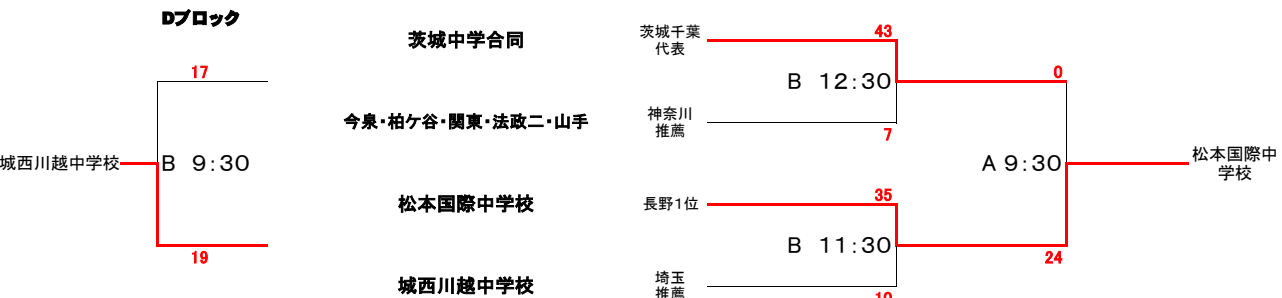 Dブロック
茨城中学合同
茨城千葉
代表
43
17
B 12:30
0
今泉・柏ケ谷・関東・法政二・山手
神奈川
推薦
7
城西川越中学校
B 9:30
A 9:30
松本国際中
学校
松本国際中学校
長野1位
35
19
B 11:30
24
城西川越中学校
埼玉
推薦
10